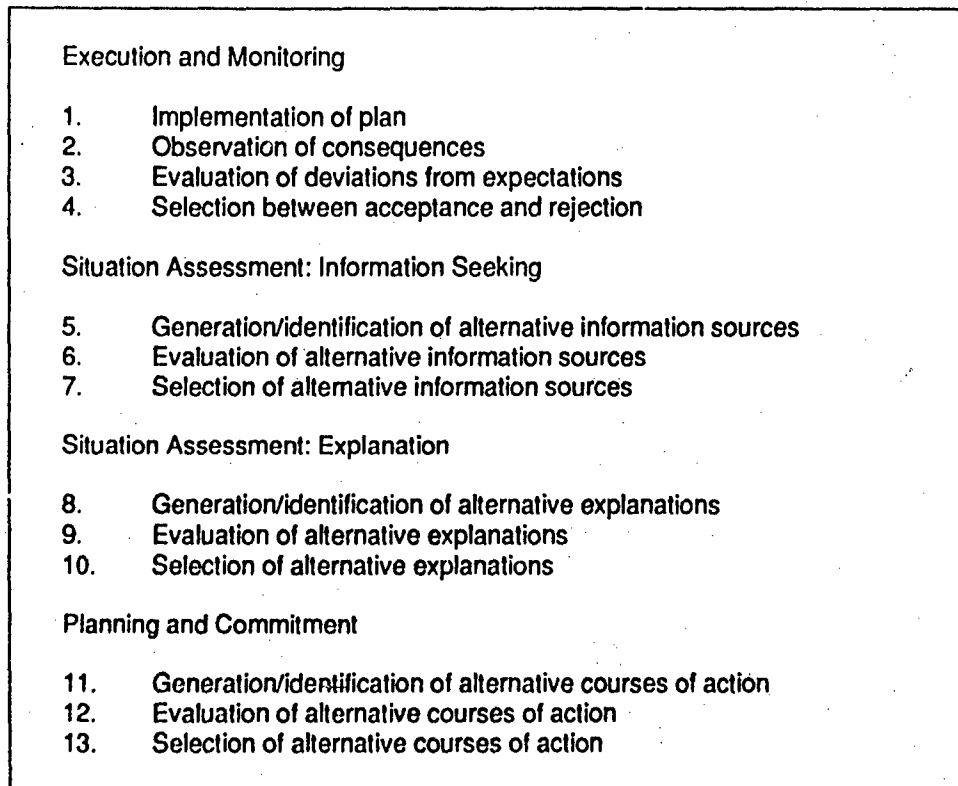 Execution and Monitoring
1. Implementation of plan
2. Observation of consequences
3. Evaluation of deviations from expectations
4. Selection between acceptance and rejection
Situation Assessment: Information Seeking
5. Generation/identification of alternative information sources
6. Evaluation of alternative information sources
7. Selection of alternative information sources
Situation Assessment: Explanation
8. Generation/identification of alternative explanations
9. Evaluation of alternative explanations
10. Selection of alternative explanations
Planning and Commitment
11. Generation/identification of alternative courses of action
12. Evaluation of alternative courses of action
13. Selection of alternative courses of action